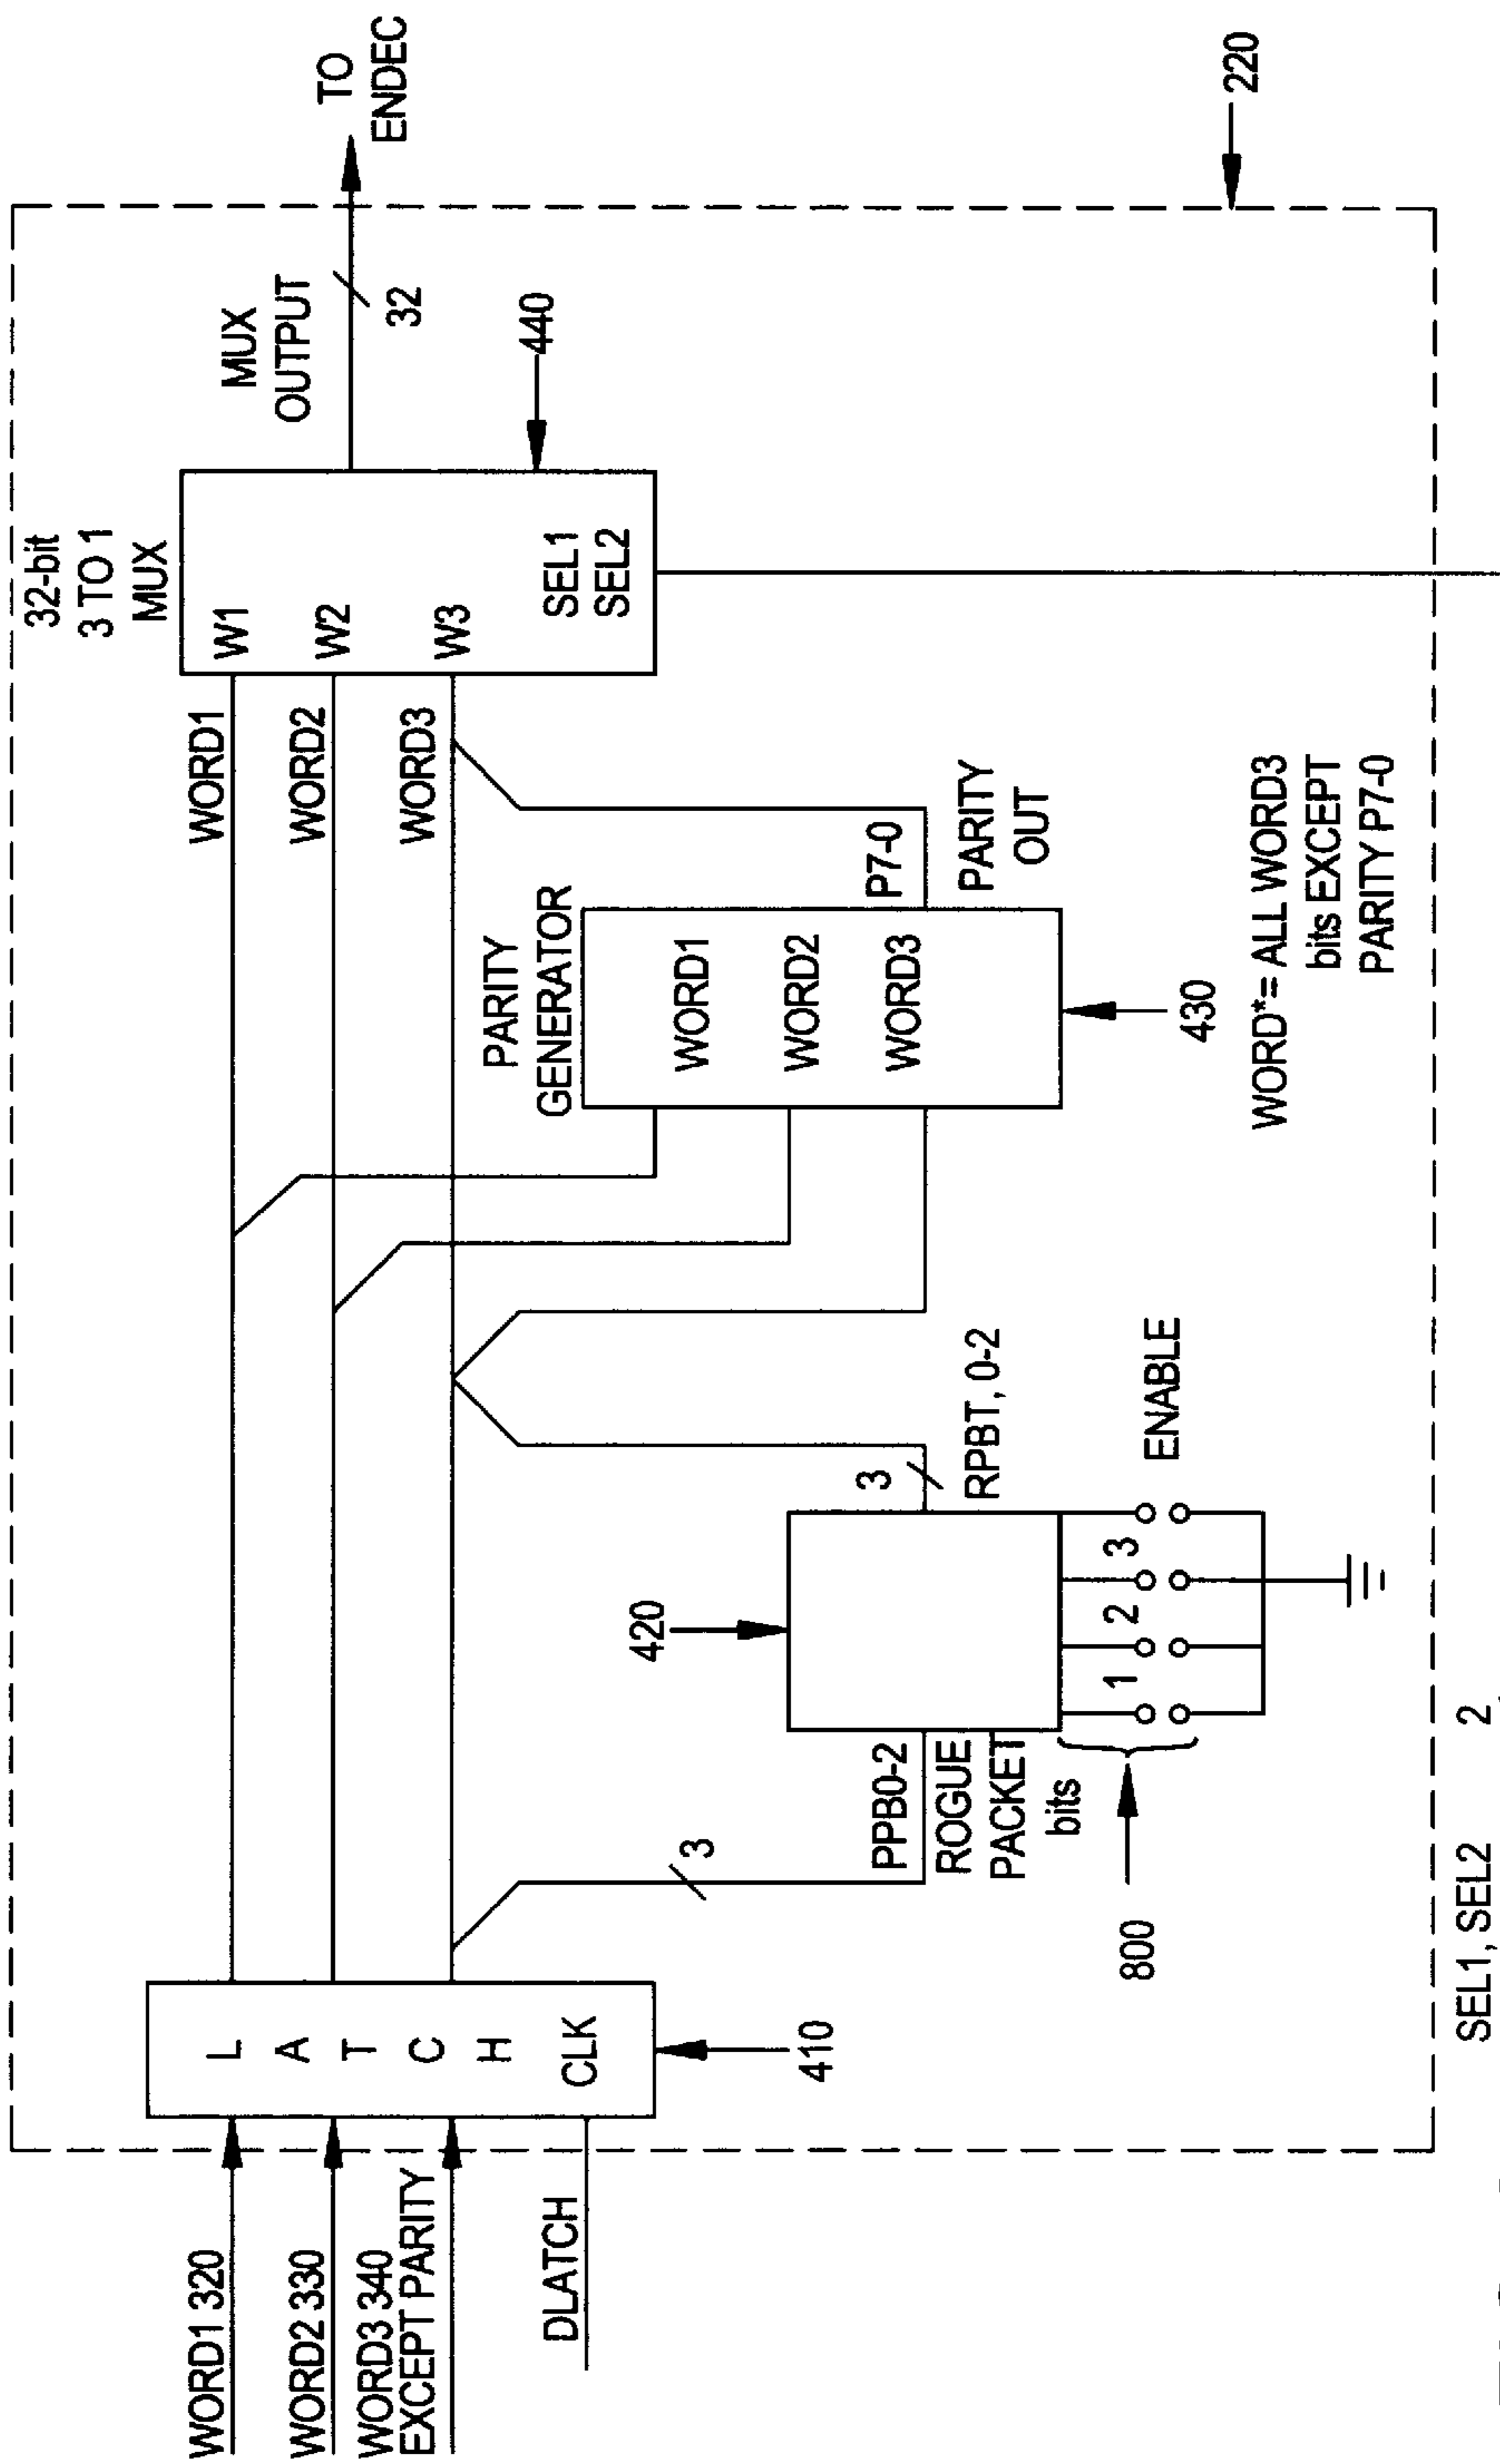 32-bit
3 TO 1
MUX
W1
W2
W3
SEL1
SEL2
440
MUX
OUTPUT
32
TO
ENDEC
220
WORD1
WORD2
WORD3
WORD1 320
WORD2 330
WORD3 340
EXCEPT PARITY
DLATCH
L
A
T
C
H
CLK
410
3
PPB0-2
ROGUE
PACKET
bits
800
420
1
2
3
ENABLE
3
RPBT, 0-2
PARITY
GENERATOR
WORD1
WORD2
WORD3
P7-0
PARITY
OUT
430
WORD*= ALL WORD3
bits EXCEPT
PARITY P7-0
SEL1, SEL2
2